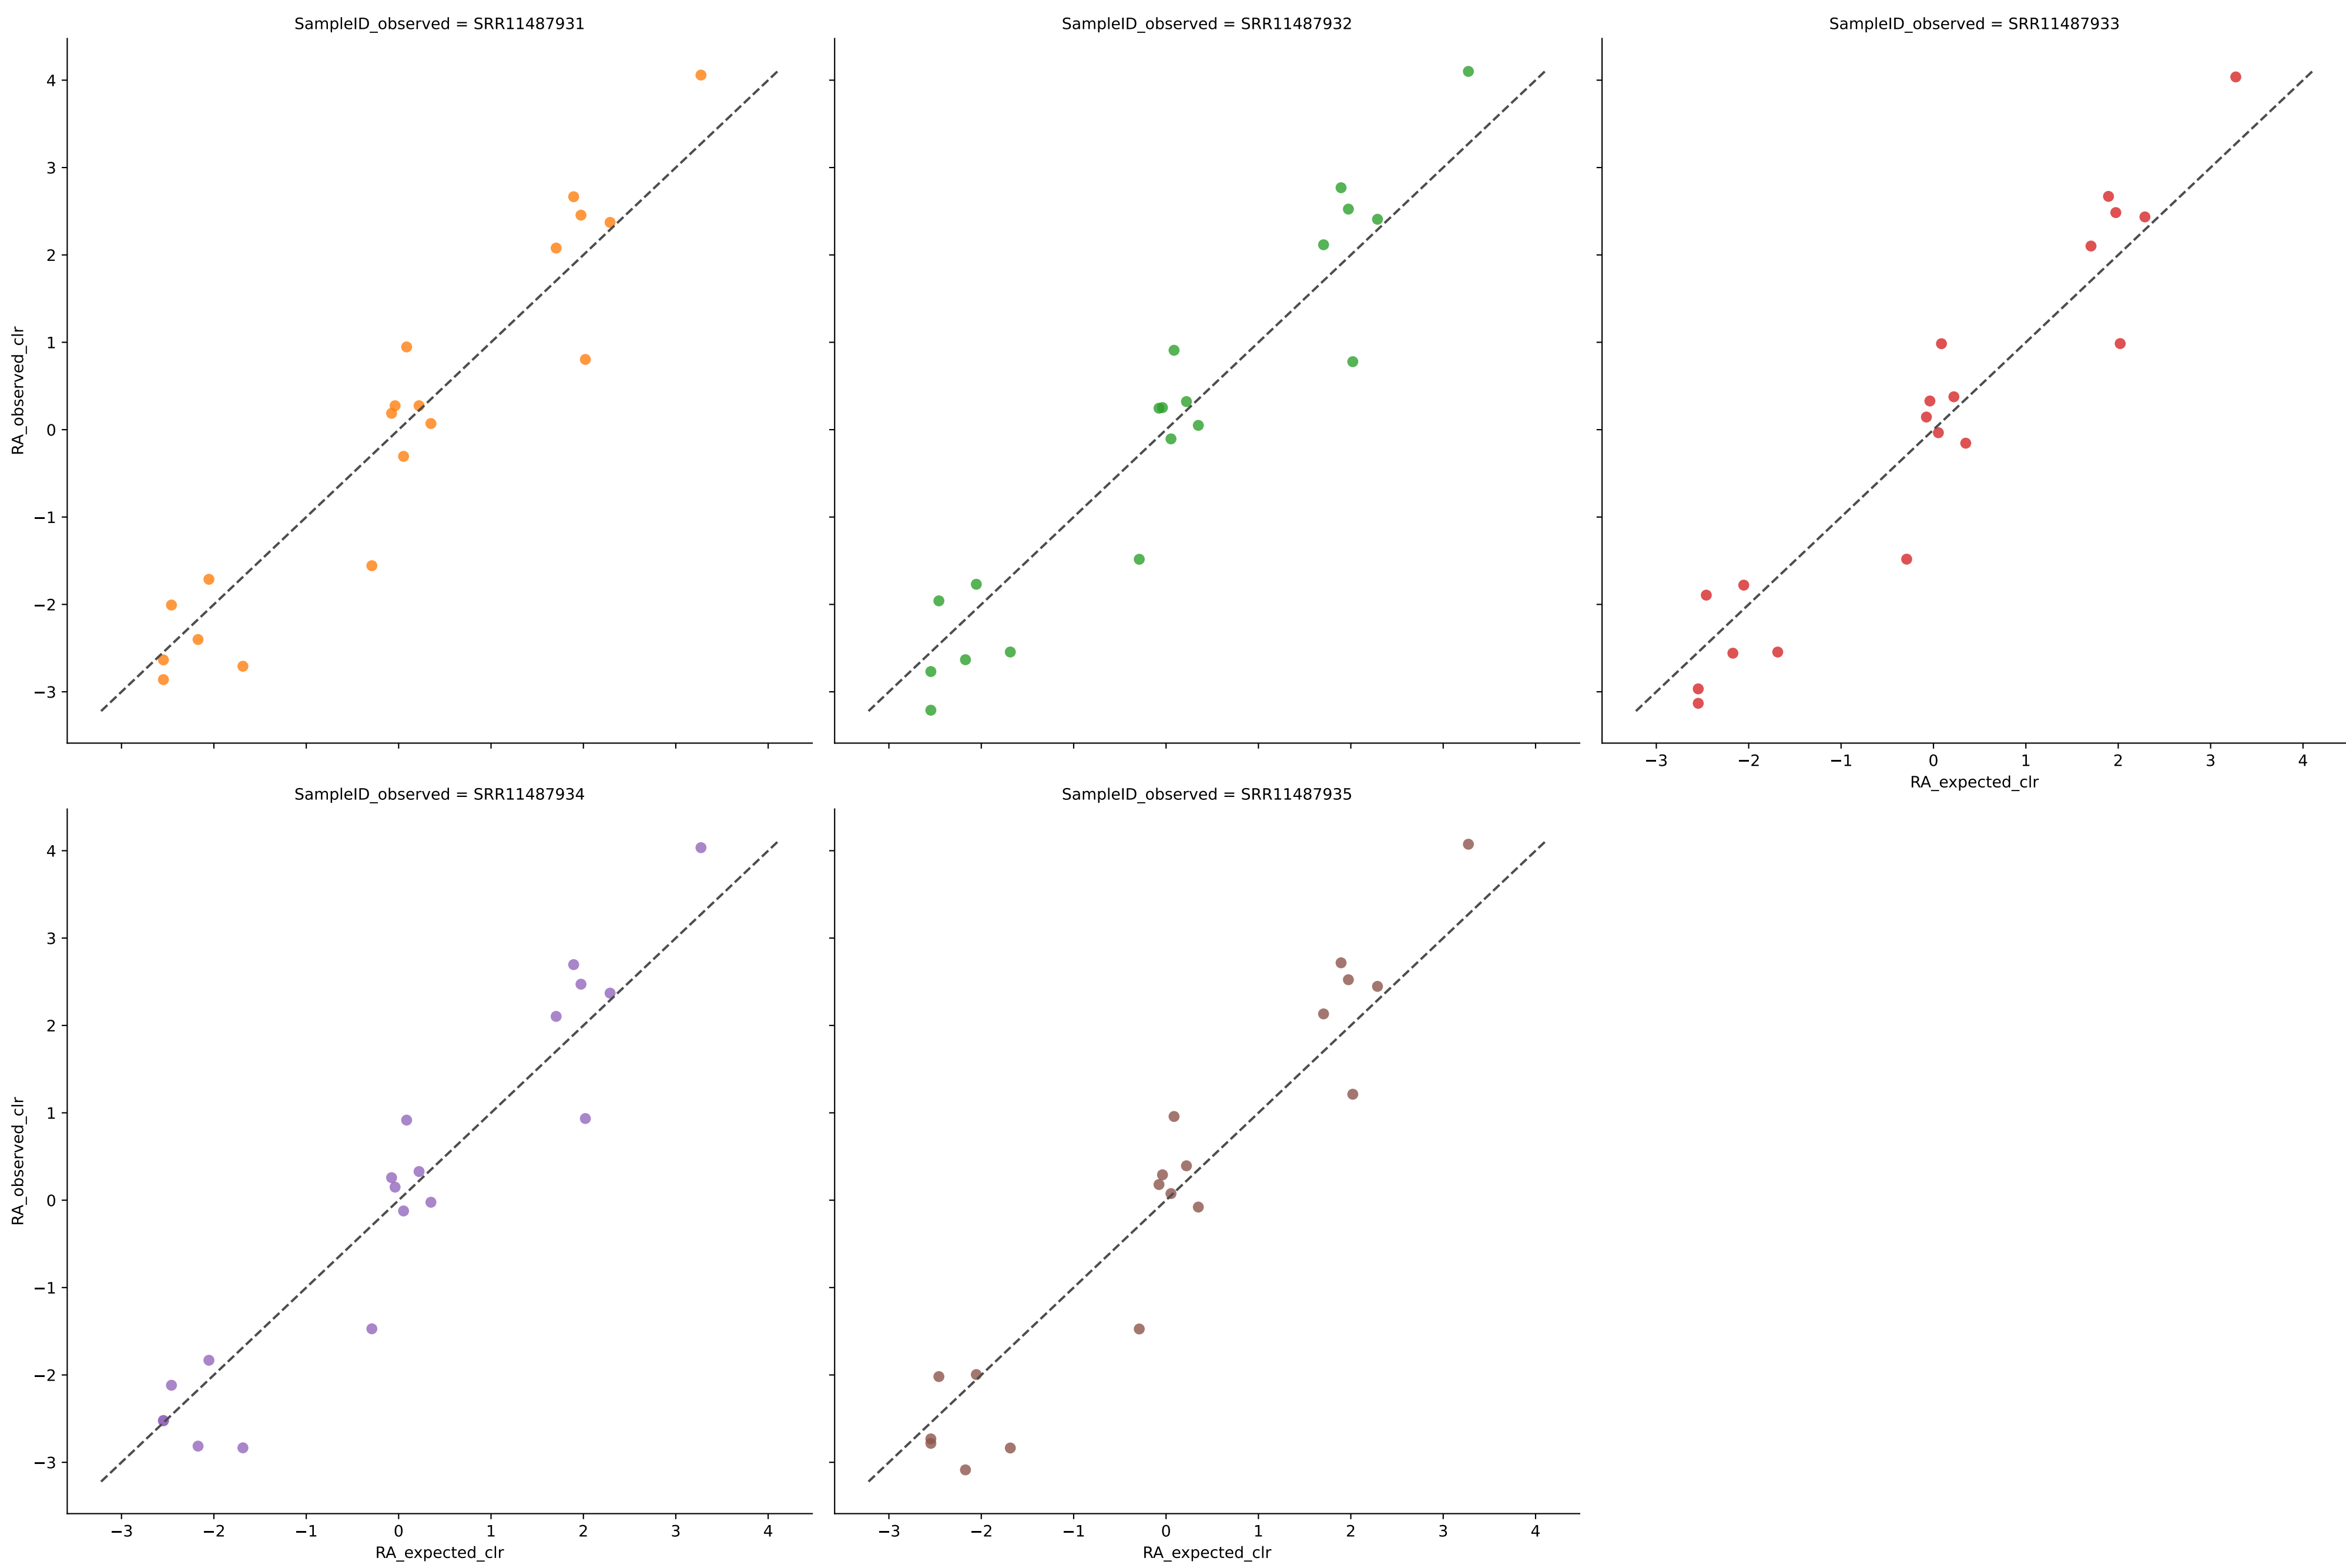 SampleID_observed = SRR11487931
SampleID_observed = SRR11487932
SampleID_observed = SRR11487933
RA_observed_clr
4
3
2
1
0
−1
−2
−3
−3 −2 −1 0 1 2 3 4
RA_expected_clr
SampleID_observed = SRR11487934
SampleID_observed = SRR11487935
RA_observed_clr
4
3
2
1
0
−1
−2
−3
−3 −2 −1 0 1 2 3 4
RA_expected_clr
−3 −2 −1 0 1 2 3 4
RA_expected_clr